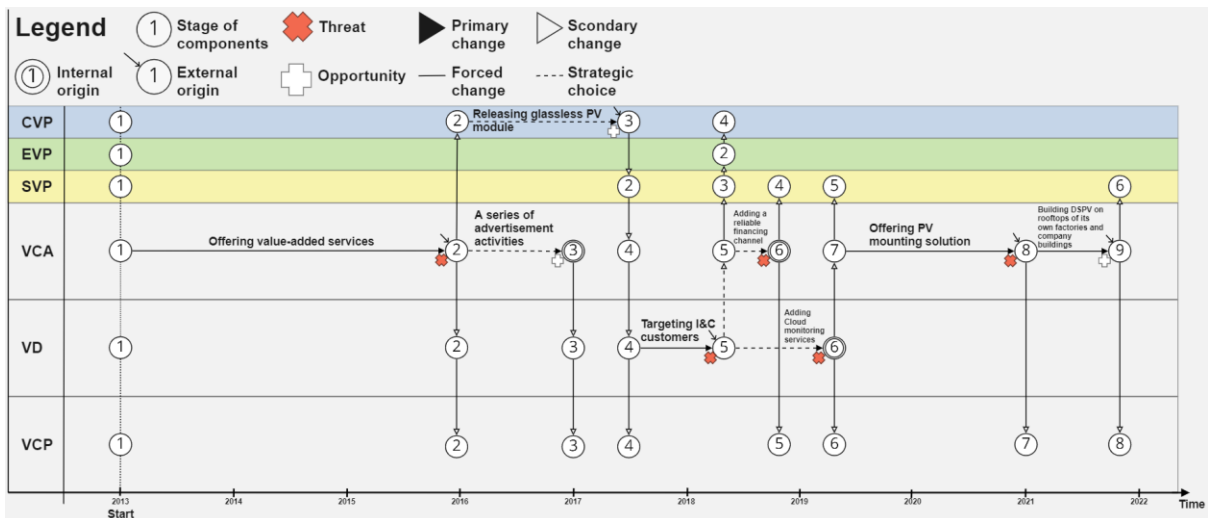 Legend
1 Stage of components
Threat
Primary change
Scondary change
1 Internal origin
1 External origin
Opportunity
Forced change
Strategic choice
CVP
1
2
Releasing glassless PV
module
3
4
EVP
1
2
SVP
1
2
3
4
5
6
VCA
1
Offering value-added services
2
A series of
advertisement
activities
3
4
5
Adding a
reliable
financing
channel
6
7
Offering PV
mounting solution
8
Building DSPV on
rooftops of its
own factories and
company
buildings
9
VD
1
2
3
4
Targeting I&C
customers
5
Adding
Cloud
monitoring
services
6
VCP
1
2
3
4
5
6
7
8
2013
2014
2015
2016
2017
2018
2019
2020
2021
2022
Time
Start